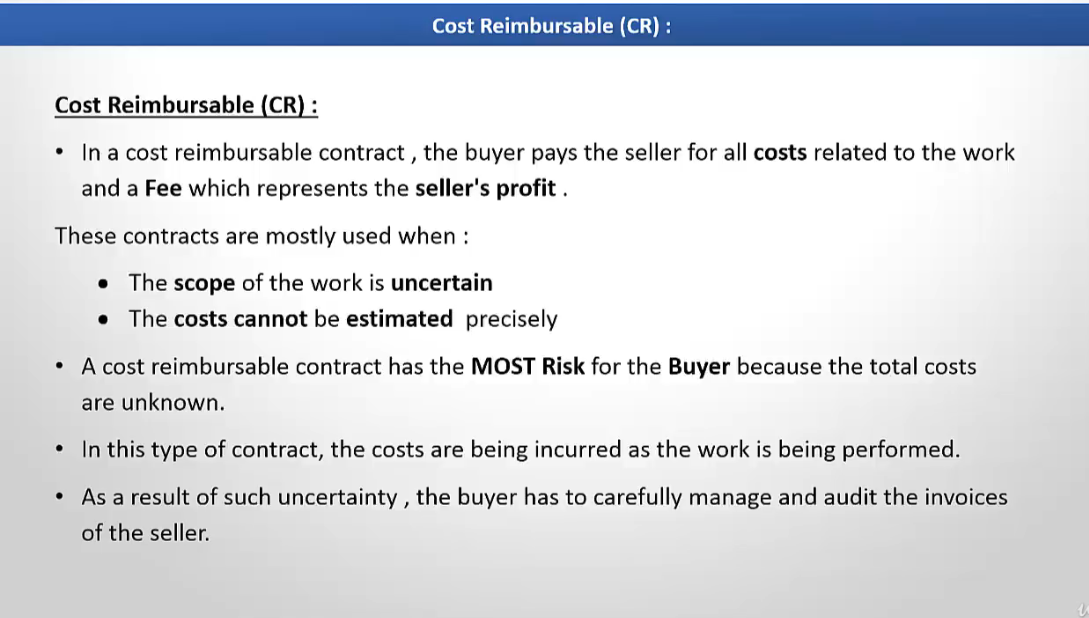 Cost Reimbursable (CR) :
Cost Reimbursable (CR) :
• In a cost reimbursable contract , the buyer pays the seller for all costs related to the work
and a Fee which represents the seller's profit .
These contracts are mostly used when :
• The scope of the work is uncertain
• The costs cannot be estimated precisely
• A cost reimbursable contract has the MOST Risk for the Buyer because the total costs
are unknown.
• In this type of contract, the costs are being incurred as the work is being performed.
• As a result of such uncertainty , the buyer has to carefully manage and audit the invoices
of the seller.